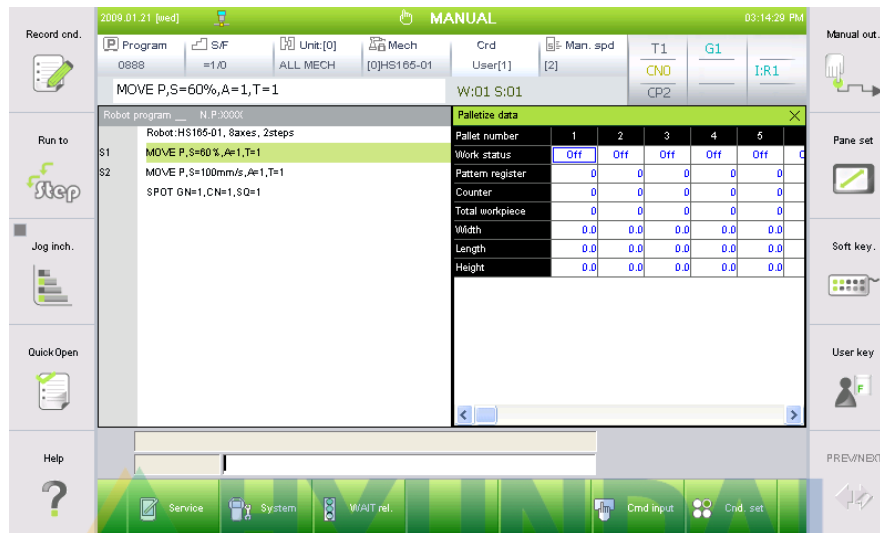 2009.01.21 [wed] MANUAL 03:14:29 PM
Record cnd.
Manual out.
P Program S/F Unit:[0] Mech Crd Man. spd T1 G1
0888 =1/0 ALL MECH [0]HS165-01 User[1] [2] CN0 I:R1
MOVE P,S=60%,A=1,T=1 W:01 S:01 CP2
Robot program __ N.P:XXXX
Robot:HS165-01, 8axes, 2steps
S1 MOVE P,S=60%,A=1,T=1
S2 MOVE P,S=100mm/s,A=1,T=1
SPOT GN=1,CN=1,SQ=1
Palletize data
Pallet number 1 2 3 4 5
Work status Off Off Off Off Off
Pattern register 0 0 0 0 0
Counter 0 0 0 0 0
Total workpiece 0 0 0 0 0
Width 0.0 0.0 0.0 0.0 0.0
Length 0.0 0.0 0.0 0.0 0.0
Height 0.0 0.0 0.0 0.0 0.0
Run to
Step
Jog inch.
QuickOpen
Help
?
Pane set
Soft key.
User key
F
PREV/NEX
Service System WAIT rel. Cmd input Cnd. set
HYUNDAI